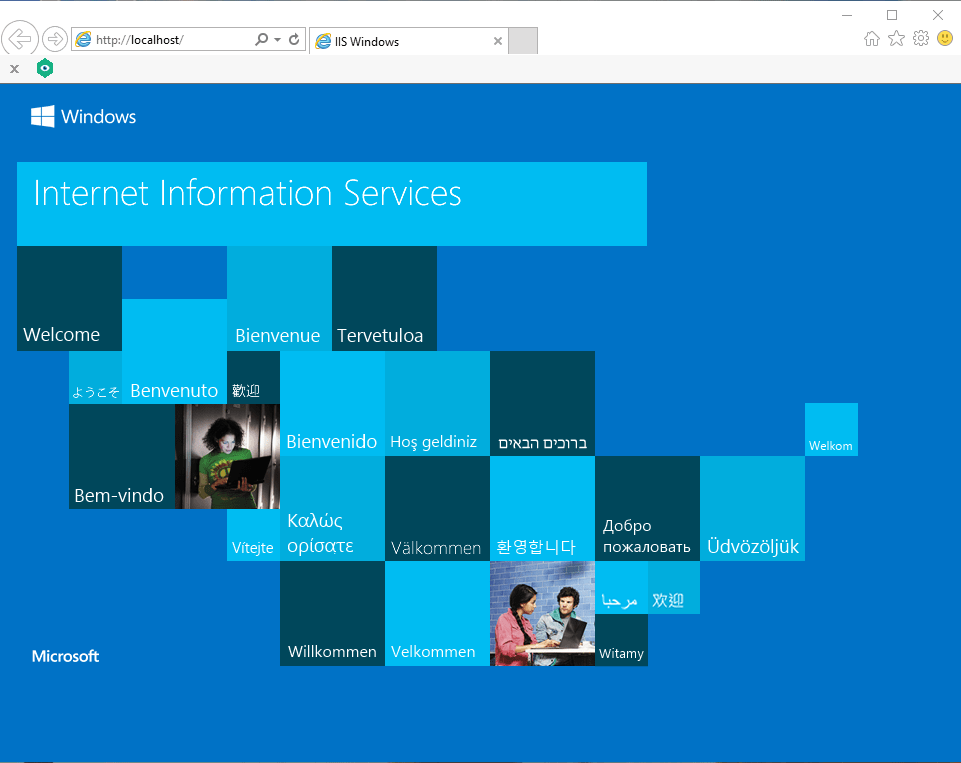 http://localhost/
IIS Windows
Windows
Internet Information Services
Welcome
Bienvenue
Tervetuloa
ようこそ
Benvenuto
歡迎
Bienvenido
Hoş geldiniz
ברוכים הבאים
Welkom
Bem-vindo
Vítejte
Καλώς
ορίσατε
Välkommen
환영합니다
Добро
пожаловать
Üdvözöljük
Willkommen
Velkommen
مرحبا
欢迎
Witamy
Microsoft